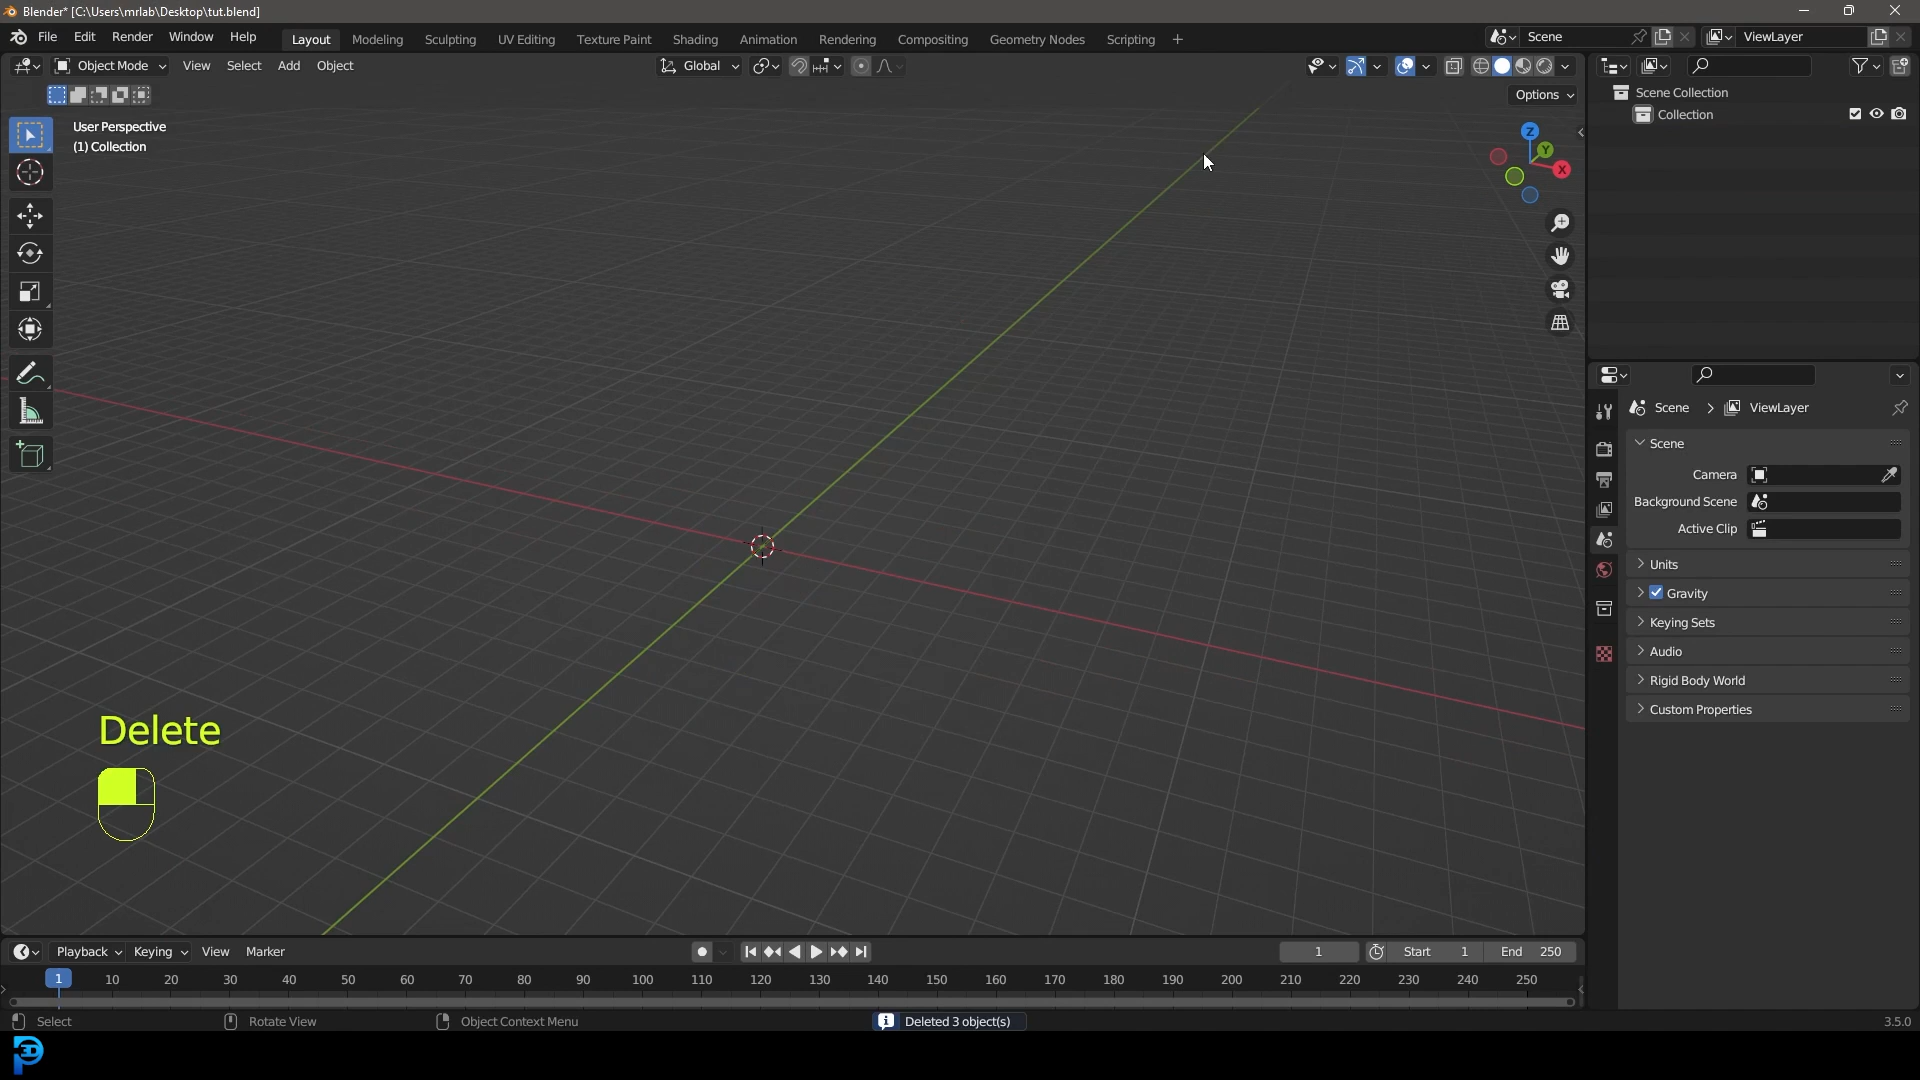 Blender* [C:\Users\mrlab\Desktop\tut.blend]
File Edit Render Window Help Layout Modeling Sculpting UV Editing Texture Paint Shading Animation Rendering Compositing Geometry Nodes Scripting + Scene ViewLayer
Object Mode View Select Add Object Global
Options
User Perspective
(1) Collection
Z
Y
X
Scene Collection
Collection
Scene > ViewLayer
Scene
Camera
Background Scene
Active Clip
Units
Gravity
Keying Sets
Audio
Rigid Body World
Custom Properties
Delete
Playback Keying View Marker 1 Start 1 End 250
1 10 20 30 40 50 60 70 80 90 100 110 120 130 140 150 160 170 180 190 200 210 220 230 240 250
Select Rotate View Object Context Menu Deleted 3 object(s) 3.5.0
3D